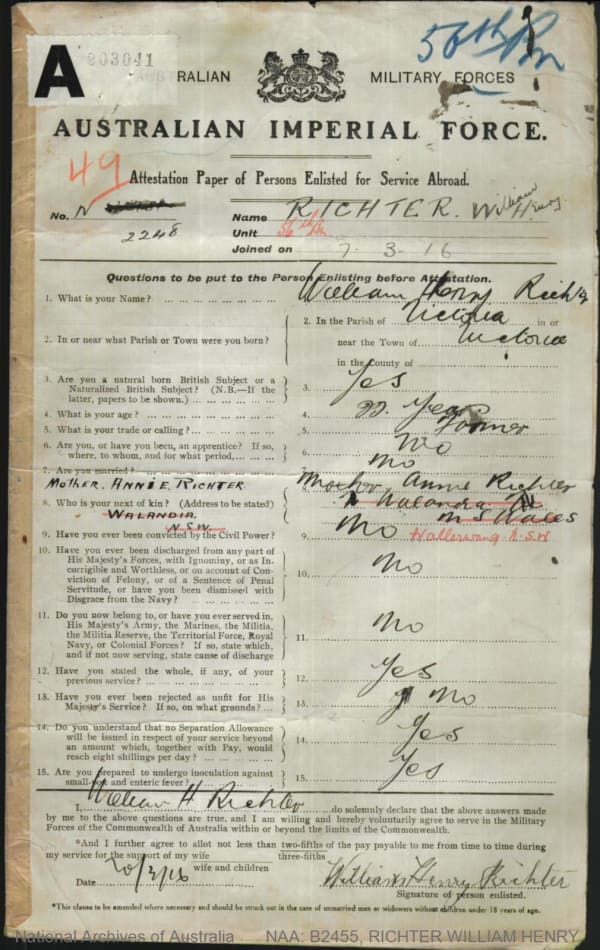 A 903041
56th Bn
AUSTRALIAN MILITARY FORCES
AUSTRALIAN IMPERIAL FORCE.
49
Attestation Paper of Persons Enlisted for Service Abroad.
No. N
2248
Name RICHTER. William Henry
Unit 56th Bn
Joined on 7-3-16
Questions to be put to the Person Enlisting before Attestation.
1. What is your Name? ... 1. William Henry Richter
2. In or near what Parish or Town were you born? ...
2. In the Parish of Victoria in or
near the Town of Victoria
in the County of
3. Are you a natural born British Subject or a
Naturalized British Subject? (N.B.—If the
latter, papers to be shown.) ... 3. Yes
4. What is your age? ... 4. Years
5. What is your trade or calling? ... 5. Farmer
6. Are you, or have you been, an apprentice? If so,
where, to whom, and for what period, ... 6. No
7. Are you married? ... No
MOTHER. ANNIE. RICHTER
8. Who is your next of kin? (Address to be stated)
WALANDIA.
N.S.W.
8. Mother Annie Richter
Walandra
N S Wales
Wallerawang N.S.W
9. Have you ever been convicted by the Civil Power? 9. No
10. Have you ever been discharged from any part of
His Majesty's Forces, with Ignominy, or as In-
corrigible and Worthless, or on account of Con-
viction of Felony, or of a Sentence of Penal
Servitude, or have you been dismissed with
Disgrace from the Navy? ... 10. No
11. Do you now belong to, or have you ever served in,
His Majesty's Army, the Marines, the Militia,
the Militia Reserve, the Territorial Force, Royal
Navy, or Colonial Forces? If so, state which,
and if not now serving, state cause of discharge 11. No
12. Have you stated the whole, if any, of your
previous service? ... 12. Yes
13. Have you ever been rejected as unfit for His
Majesty's Service? If so, on what grounds? ... 13. No
14. Do you understand that no Separation Allowance
will be issued in respect of your service beyond
an amount which, together with Pay, would
reach eight shillings per day? ... 14. Yes
15. Are you prepared to undergo inoculation against
small-pox and enteric fever? ... 15. Yes
I, William H Richter do solemnly declare that the above answers made
by me to the above questions are true, and I am willing and hereby voluntarily agree to serve in the Military
Forces of the Commonwealth of Australia within or beyond the limits of the Commonwealth.
*And I further agree to allot not less than two-fifths of the pay payable to me from time to time during
three-fifths
my service for the support of my wife
wife and children
Date 20/3/16 William Henry Richter
Signature of person enlisted.
*This clause to be amended where necessary and should be struck out in the case of unmarried men or widowers without children under 18 years of age.
National Archives of Australia NAA: B2455, RICHTER WILLIAM HENRY